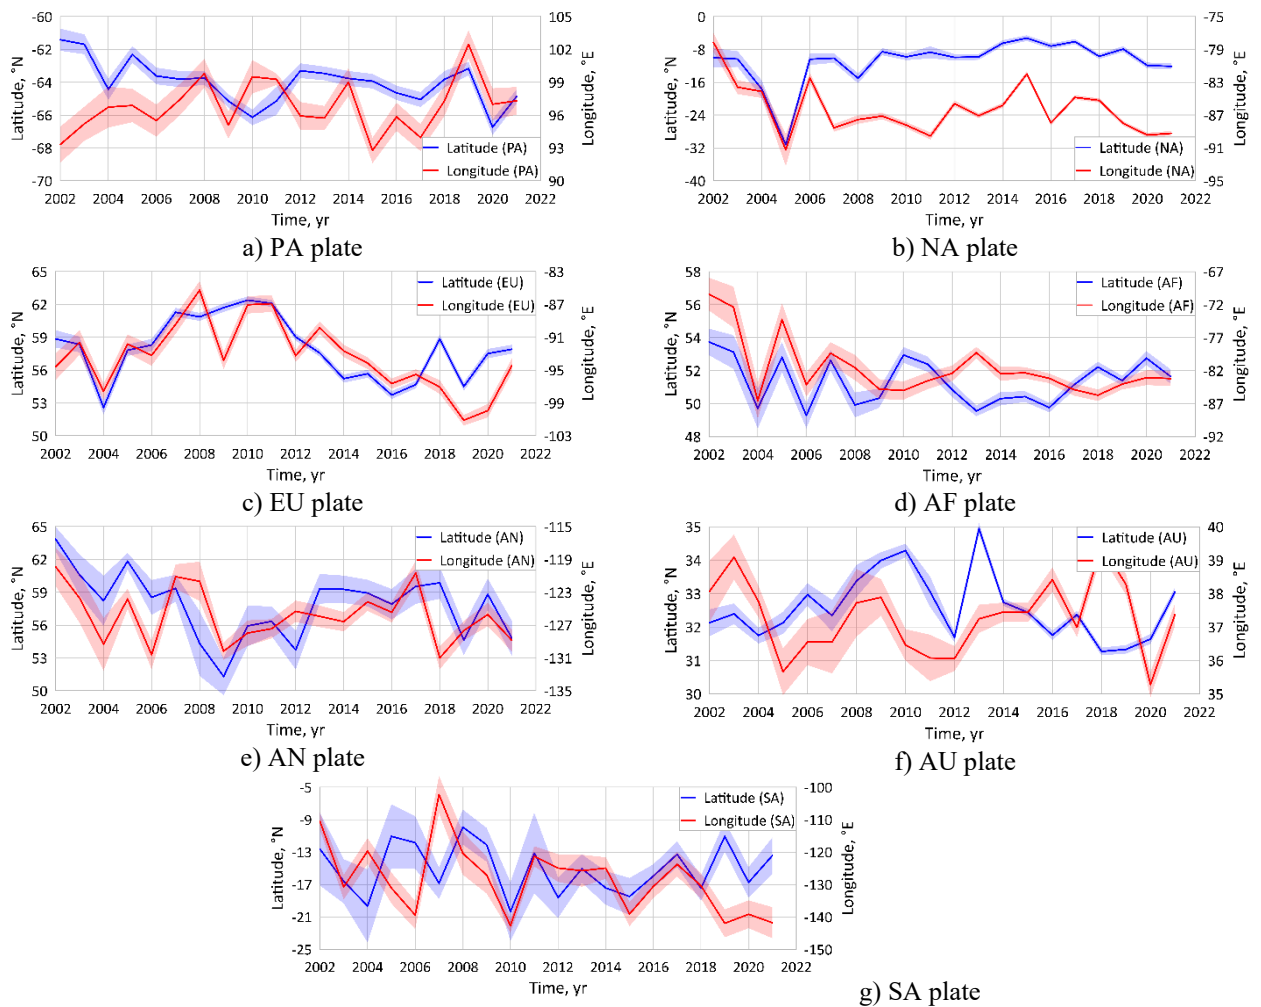 -60
-62
-64
-66
-68
-70
Latitude, °N
105
102
99
96
93
90
Longitude, °E
Latitude (PA)
Longitude (PA)
2002 2004 2006 2008 2010 2012 2014 2016 2018 2020 2022
Time, yr
a) PA plate
0
-8
-16
-24
-32
-40
Latitude, °N
-75
-79
-83
-87
-91
-95
Longitude, °E
Latitude (NA)
Longitude (NA)
2002 2004 2006 2008 2010 2012 2014 2016 2018 2020 2022
Time, yr
b) NA plate
65
62
59
56
53
50
Latitude, °N
-83
-87
-91
-95
-99
-103
Longitude, °E
Latitude (EU)
Longitude (EU)
2002 2004 2006 2008 2010 2012 2014 2016 2018 2020 2022
Time, yr
c) EU plate
58
56
54
52
50
48
Latitude, °N
-67
-72
-77
-82
-87
-92
Longitude, °E
Latitude (AF)
Longitude (AF)
2002 2004 2006 2008 2010 2012 2014 2016 2018 2020 2022
Time, yr
d) AF plate
65
62
59
56
53
50
Latitude, °N
-115
-119
-123
-127
-131
-135
Longitude, °E
Latitude (AN)
Longitude (AN)
2002 2004 2006 2008 2010 2012 2014 2016 2018 2020 2022
Time, yr
e) AN plate
35
34
33
32
31
30
Latitude, °N
40
39
38
37
36
35
Longitude, °E
Latitude (AU)
Longitude (AU)
2002 2004 2006 2008 2010 2012 2014 2016 2018 2020 2022
Time, yr
f) AU plate
-5
-9
-13
-17
-21
-25
Latitude, °N
-100
-110
-120
-130
-140
-150
Longitude, °E
Latitude (SA)
Longitude (SA)
2002 2004 2006 2008 2010 2012 2014 2016 2018 2020 2022
Time, yr
g) SA plate